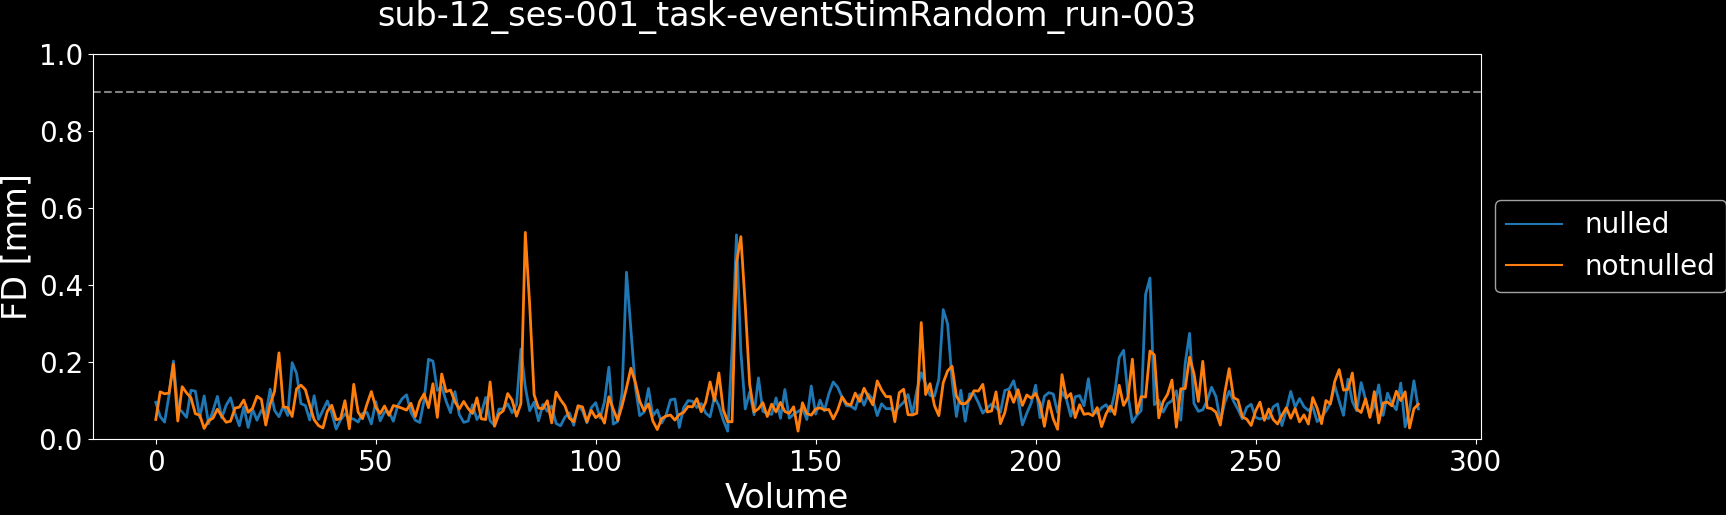 sub-12_ses-001_task-eventStimRandom_run-003
1.0
0.8
0.6
0.4
0.2
0.0
FD [mm]
0 50 100 150 200 250 300
Volume
nulled
notnulled